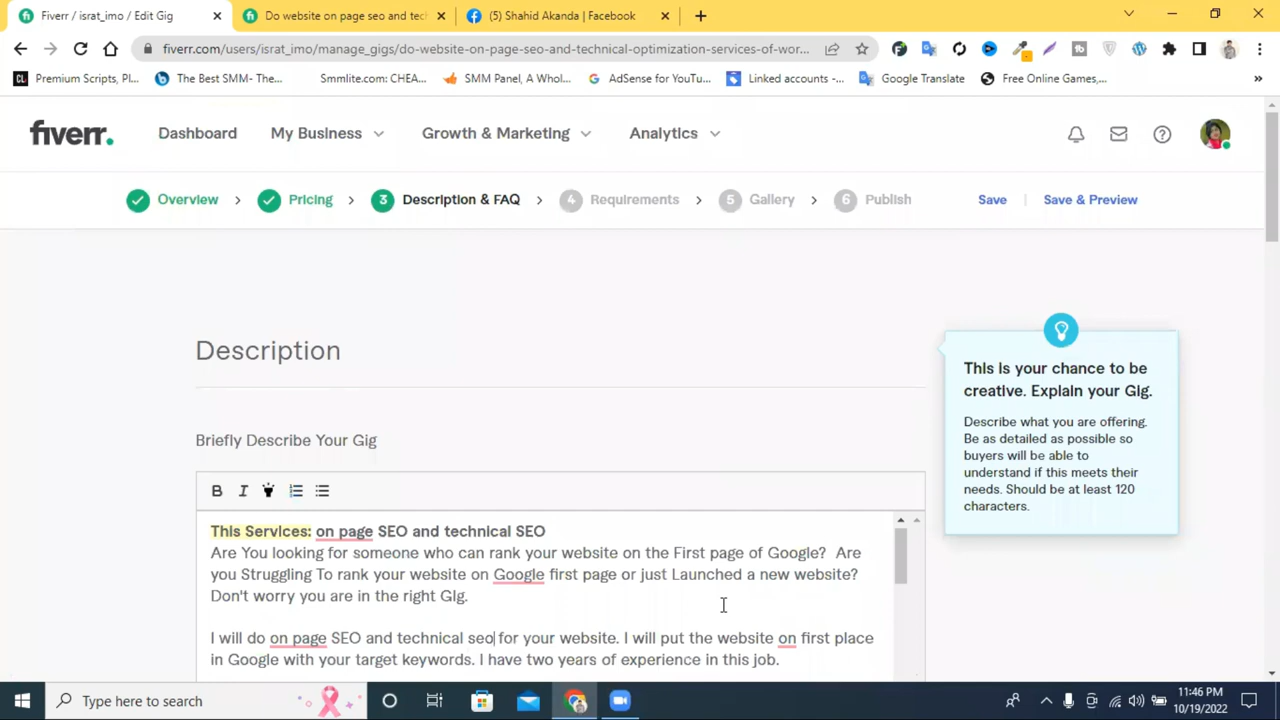 Fiverr / israt_imo / Edit Gig
Do website on page seo and tec
(5) Shahid Akanda | Facebook
fiverr.com/users/israt_imo/manage_gigs/do-website-on-page-seo-and-technical-optimization-services-of-wor...
CL Premium Scripts, Pl...
The Best SMM- The...
Smmlite.com: CHEA...
SMM Panel, A Whol...
AdSense for YouTu...
Linked accounts -...
Google Translate
Free Online Games,...
fiverr.
Dashboard
My Business
Growth & Marketing
Analytics
Overview
Pricing
3 Description & FAQ
4 Requirements
5 Gallery
6 Publish
Save
Save & Preview
Description
Briefly Describe Your Gig
B I
This Services: on page SEO and technical SEO
Are You looking for someone who can rank your website on the First page of Google? Are
you Struggling To rank your website on Google first page or just Launched a new website?
Don't worry you are in the right GIg.
I will do on page SEO and technical seo for your website. I will put the website on first place
in Google with your target keywords. I have two years of experience in this job.
This is your chance to be
creative. Explain your Gig.
Describe what you are offering.
Be as detailed as possible so
buyers will be able to
understand if this meets their
needs. Should be at least 120
characters.
Type here to search
11:46 PM
10/19/2022